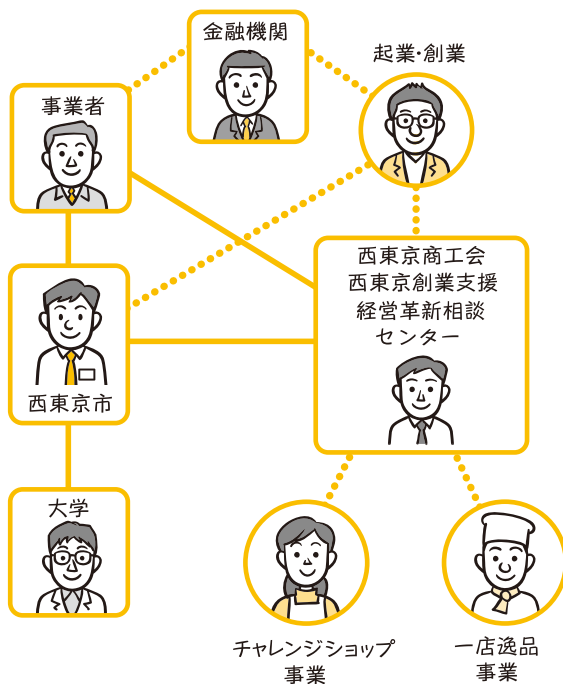 金融機関
起業・創業
事業者
西東京商工会
西東京創業支援
経営革新相談
センター
西東京市
大学
チャレンジショップ
事業
一店逸品
事業